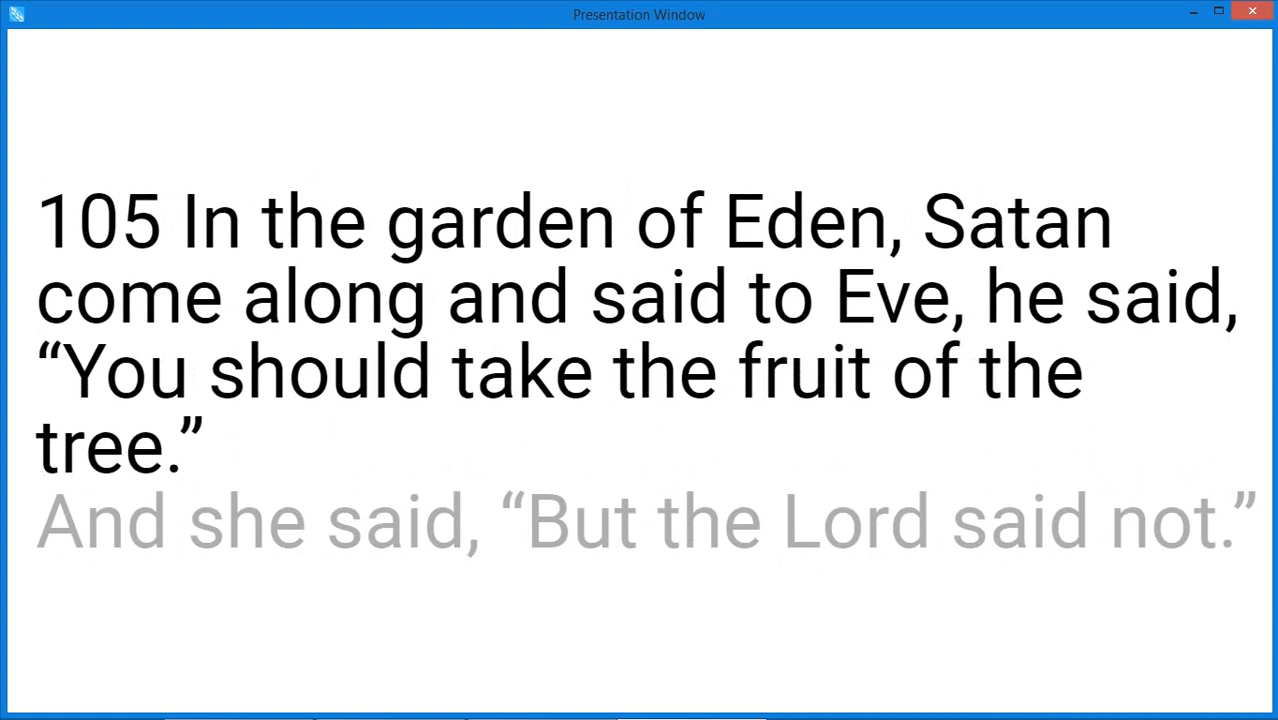 Presentation Window
105 In the garden of Eden, Satan
come along and said to Eve, he said,
“You should take the fruit of the
tree.”
And she said, “But the Lord said not.”